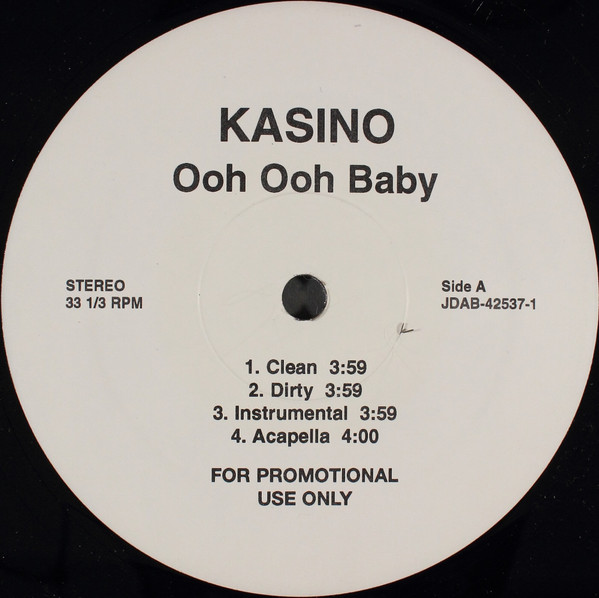 KASINO
Ooh Ooh Baby
STEREO
33 1/3 RPM
Side A
JDAB-42537-1
1. Clean 3:59
2. Dirty 3:59
3. Instrumental 3:59
4. Acapella 4:00
FOR PROMOTIONAL
USE ONLY